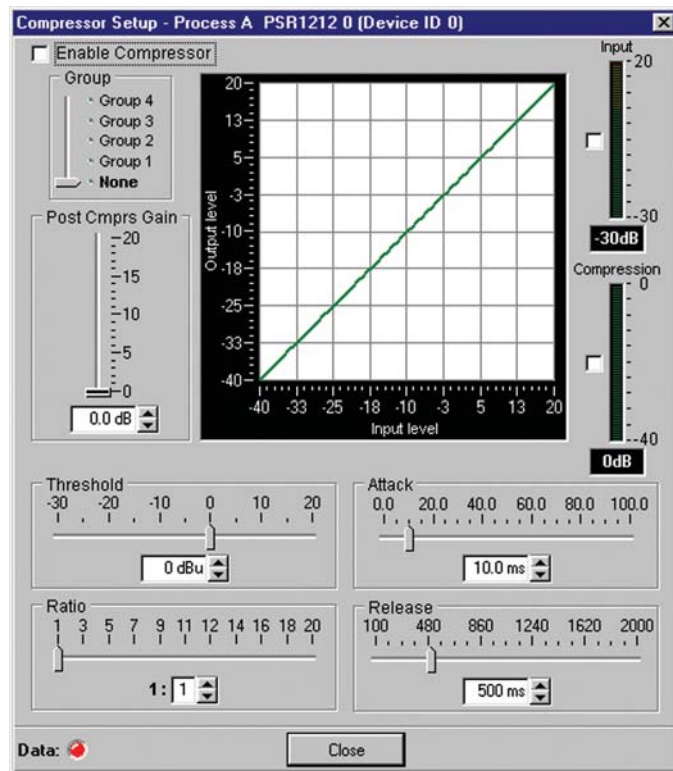 Compressor Setup - Process A PSR1212 0 (Device ID 0)
Enable Compressor
Group
Group 4
Group 3
Group 2
Group 1
None
Post Cmprs Gain
20
15
10
5
0
0.0 dB
Output level
20
13
5
-3
-10
-18
-25
-33
-40
-40 -33 -25 -18 -10 -3 5 13 20
Input level
Input
20
-30
-30dB
Compression
0
-40
0dB
Threshold
-30 -20 -10 0 10 20
0 dBu
Attack
0.0 20.0 40.0 60.0 80.0 100.0
10.0 ms
Ratio
1 3 5 7 9 11 12 14 16 18 20
1 : 1
Release
100 480 860 1240 1620 2000
500 ms
Data:
Close